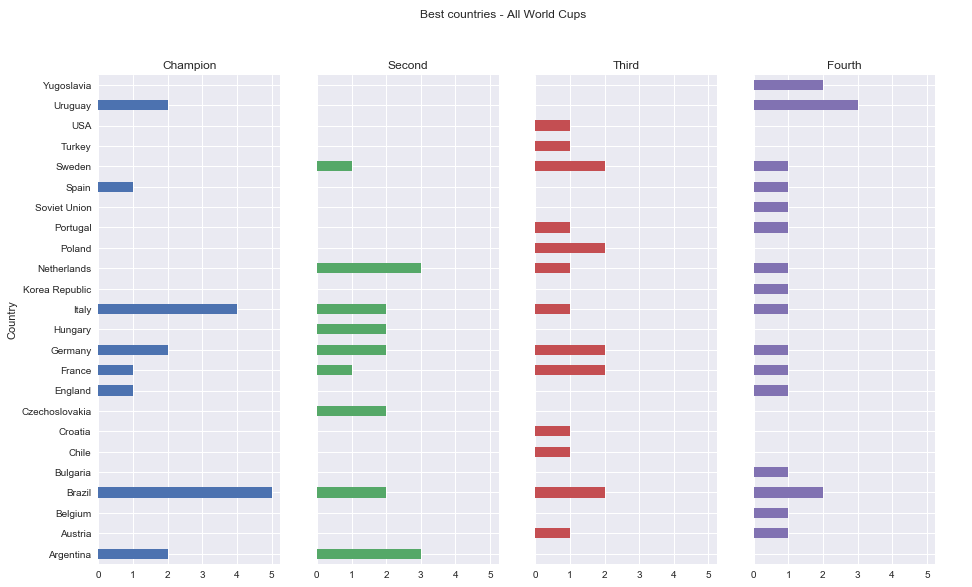 Best countries - All World Cups
Champion Second Third Fourth
Country
Yugoslavia
Uruguay
USA
Turkey
Sweden
Spain
Soviet Union
Portugal
Poland
Netherlands
Korea Republic
Italy
Hungary
Germany
France
England
Czechoslovakia
Croatia
Chile
Bulgaria
Brazil
Belgium
Austria
Argentina
0 1 2 3 4 5 0 1 2 3 4 5 0 1 2 3 4 5 0 1 2 3 4 5